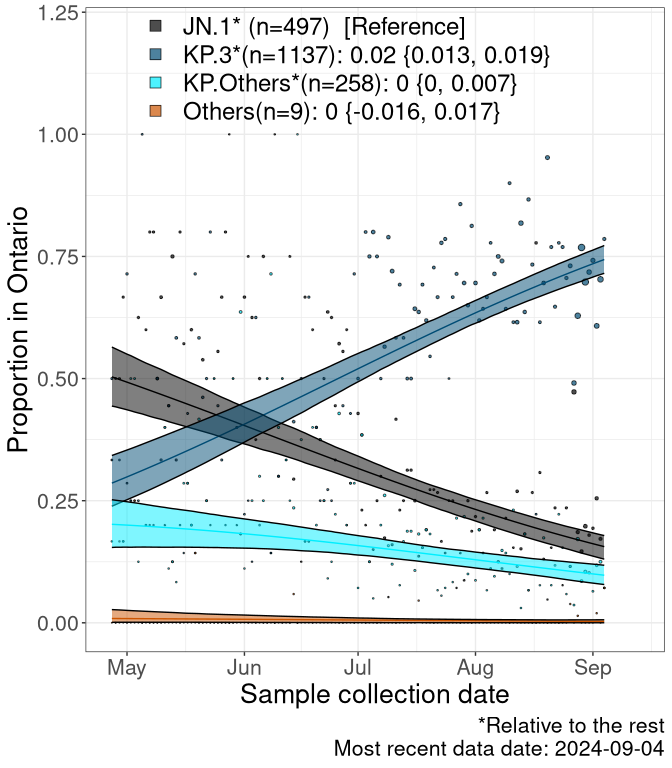 JN.1* (n=497) [Reference]
KP.3*(n=1137): 0.02 {0.013, 0.019}
KP.Others*(n=258): 0 {0, 0.007}
Others(n=9): 0 {-0.016, 0.017}
Proportion in Ontario
1.25
1.00
0.75
0.50
0.25
0.00
May Jun Jul Aug Sep
Sample collection date
*Relative to the rest
Most recent data date: 2024-09-04